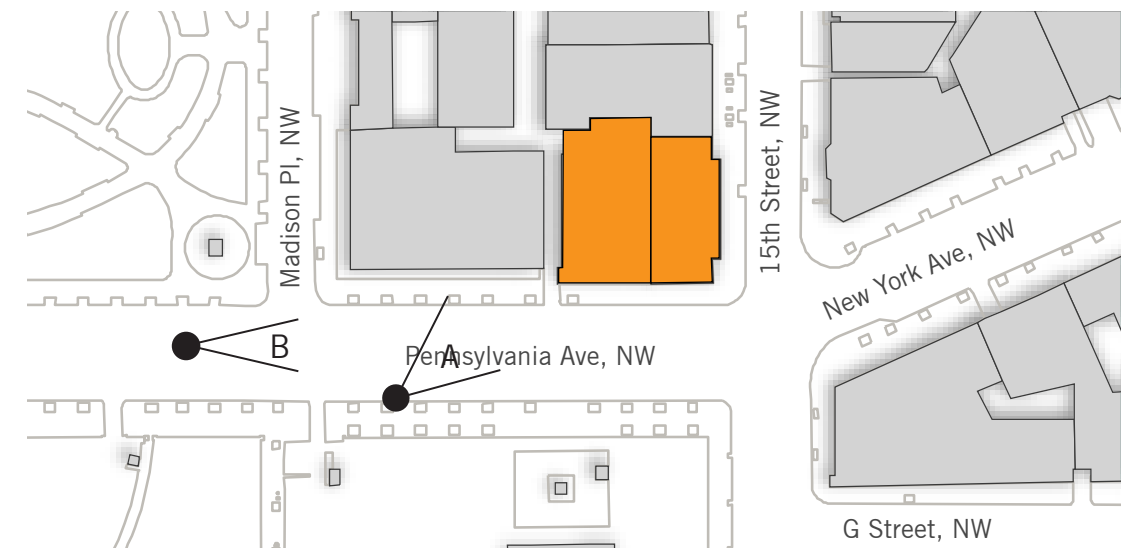 Madison Pl, NW
15th Street, NW
New York Ave, NW
B
A
Pennsylvania Ave, NW
G Street, NW